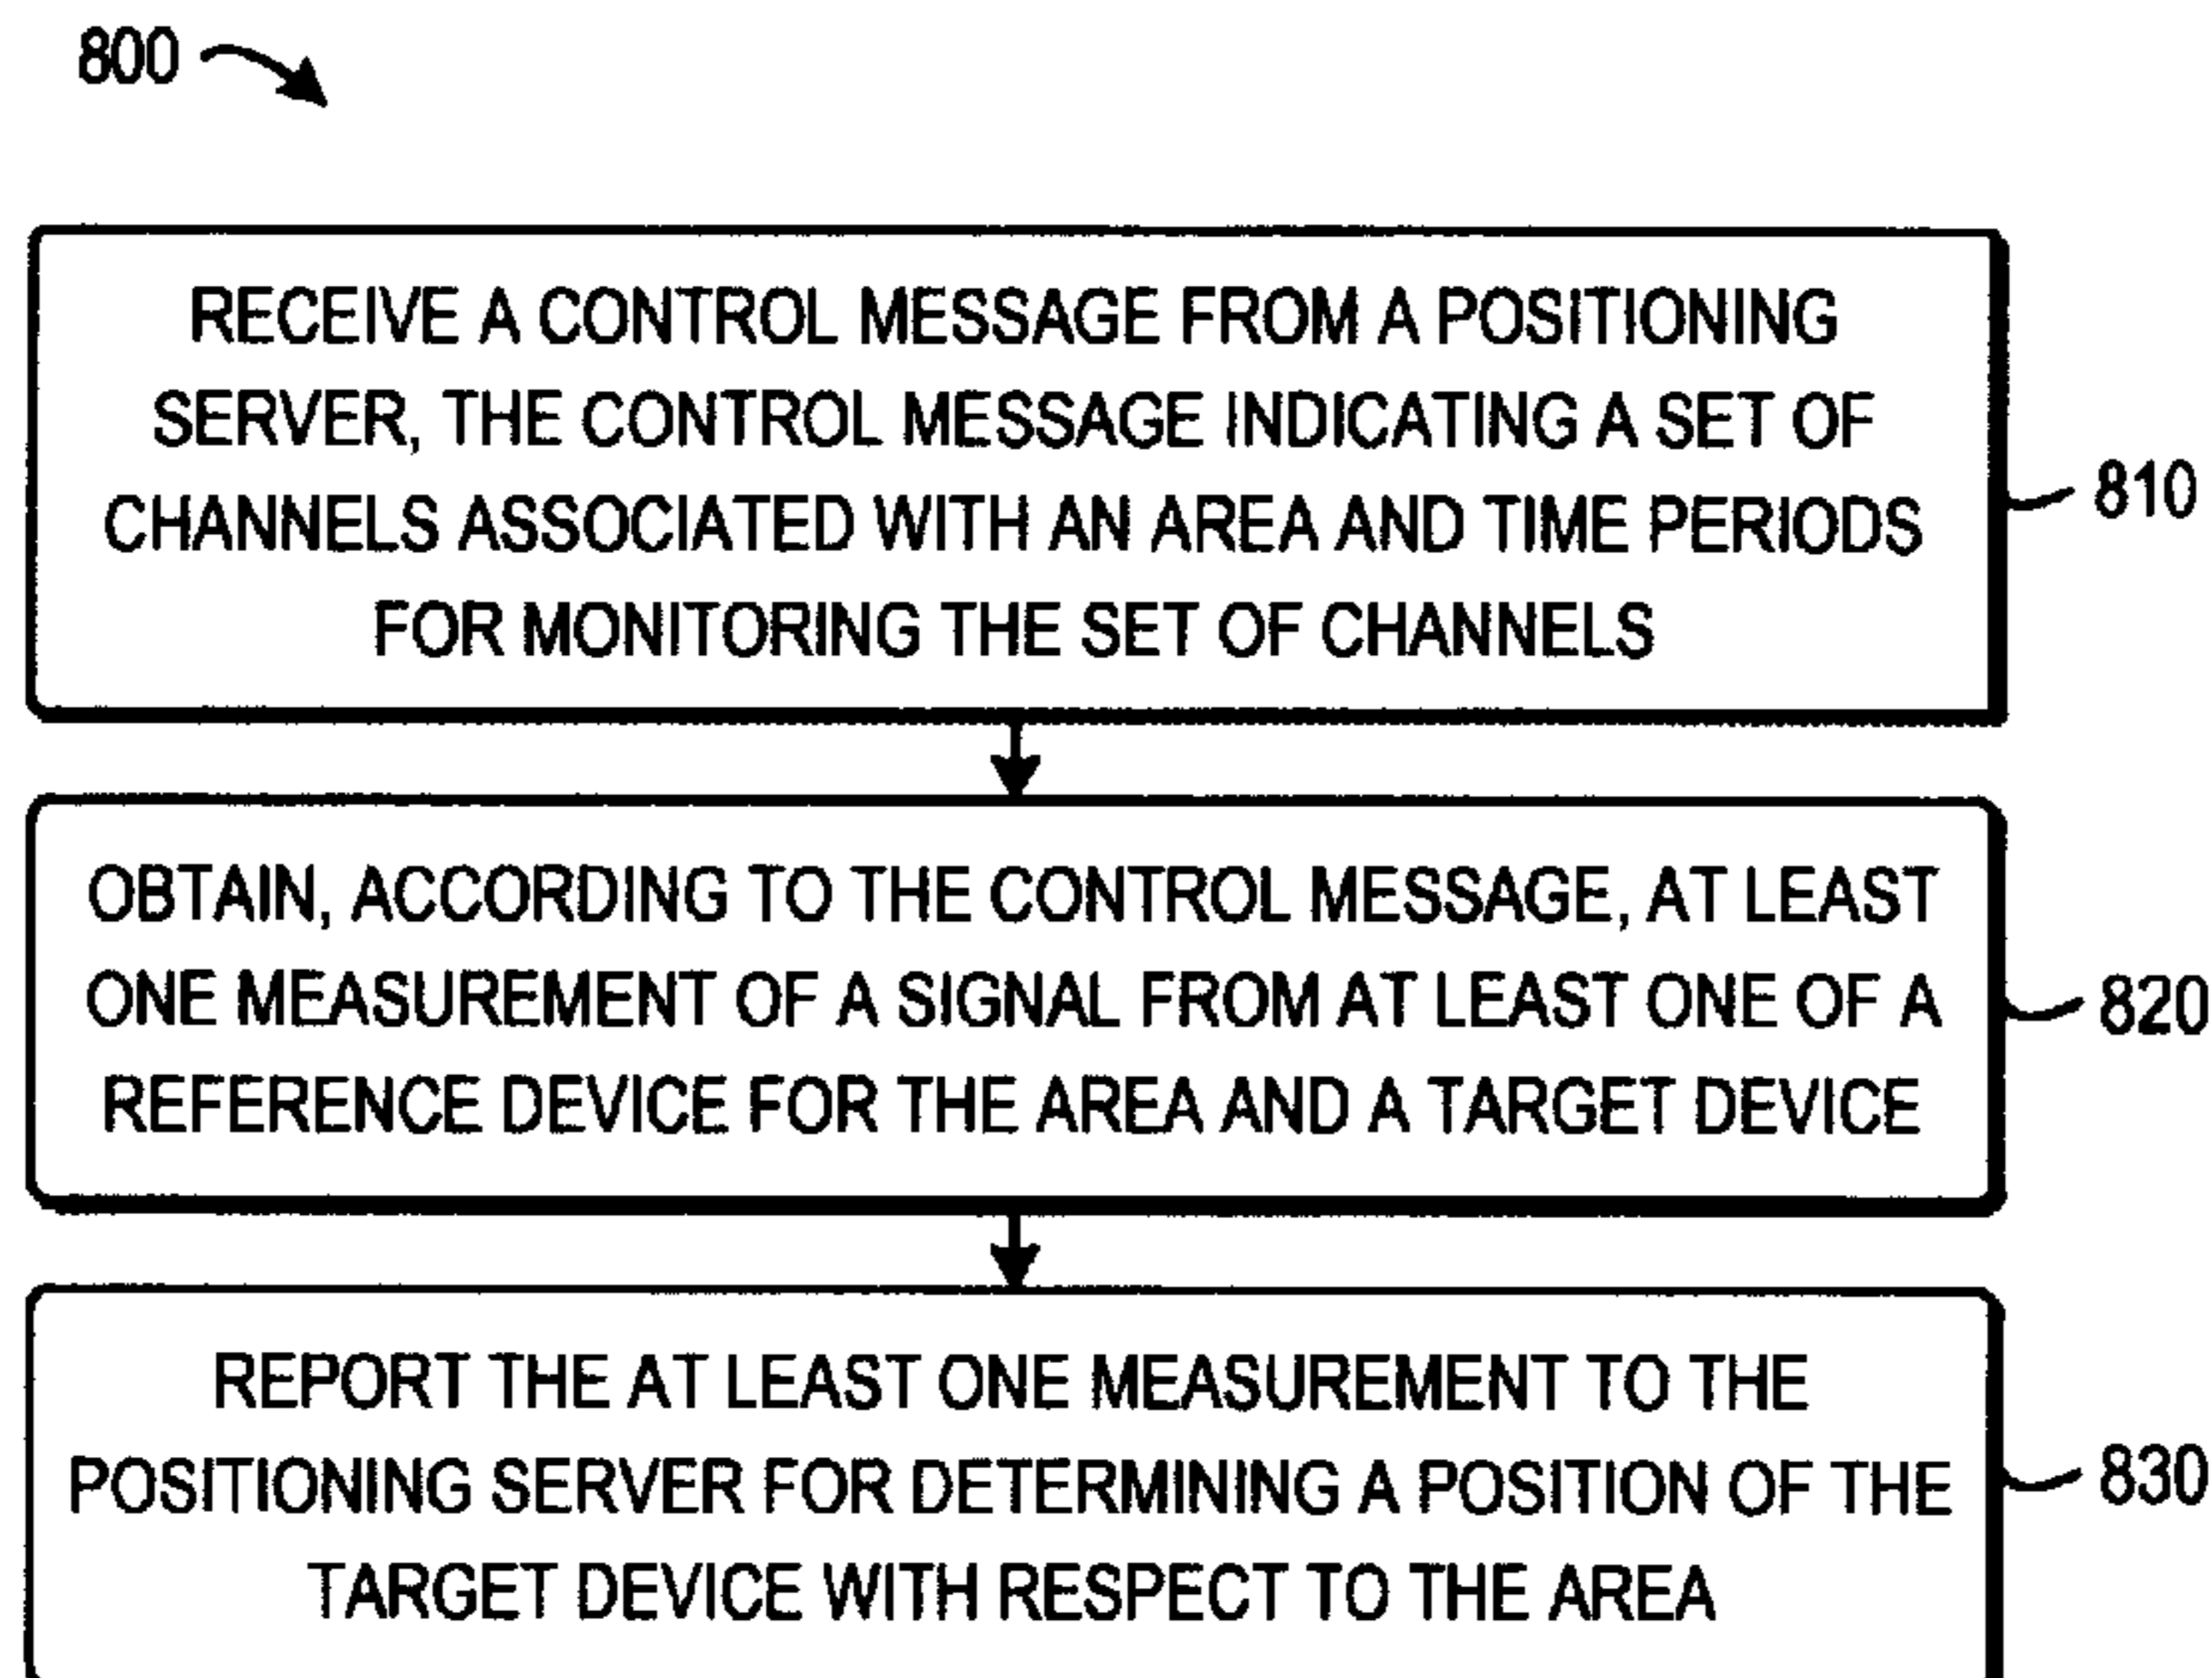 800
RECEIVE A CONTROL MESSAGE FROM A POSITIONING
SERVER, THE CONTROL MESSAGE INDICATING A SET OF
CHANNELS ASSOCIATED WITH AN AREA AND TIME PERIODS
FOR MONITORING THE SET OF CHANNELS
810
OBTAIN, ACCORDING TO THE CONTROL MESSAGE, AT LEAST
ONE MEASUREMENT OF A SIGNAL FROM AT LEAST ONE OF A
REFERENCE DEVICE FOR THE AREA AND A TARGET DEVICE
820
REPORT THE AT LEAST ONE MEASUREMENT TO THE
POSITIONING SERVER FOR DETERMINING A POSITION OF THE
TARGET DEVICE WITH RESPECT TO THE AREA
830